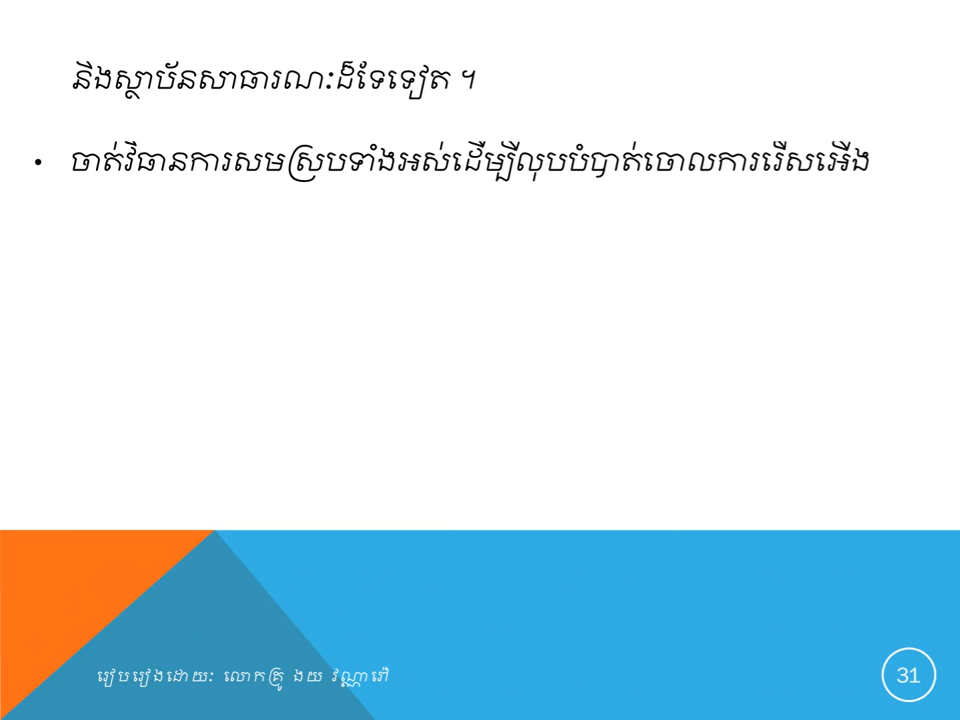 និងស្ថាប័នសាធារណៈដ៏ទៃទៀត ។
• ចាត់វិធានការសមស្របទាំងអស់ដើម្បីលុបបំបាត់ចោលការរើសអើង
រៀបរៀងដោយៈ លោកគ្រូ ងយ វណ្ណារ៉ៅ
31